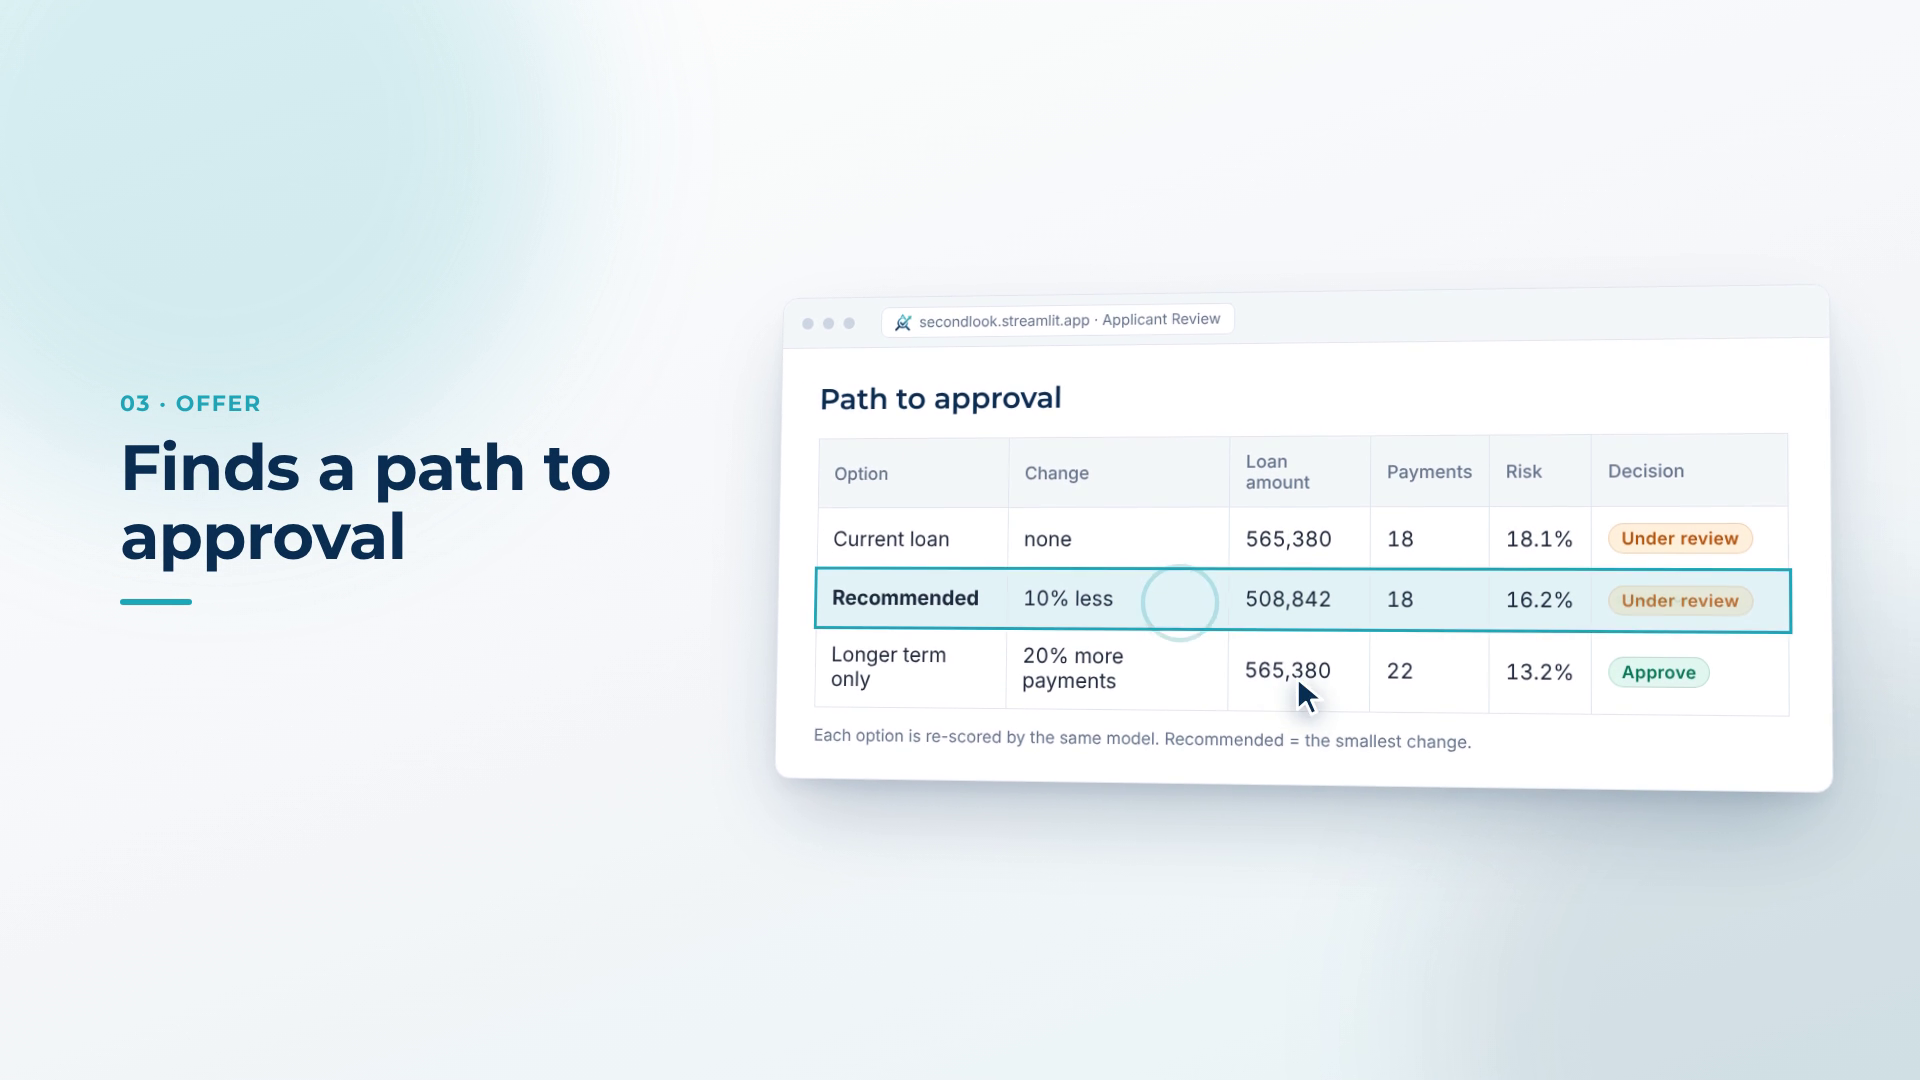 03 · OFFER
Finds a path to
approval
secondlook.streamlit.app · Applicant Review
Path to approval
Option Change Loan amount Payments Risk Decision
Current loan none 565,380 18 18.1% Under review
Recommended 10% less 508,842 18 16.2% Under review
Longer term only 20% more payments 565,380 22 13.2% Approve
Each option is re-scored by the same model. Recommended = the smallest change.